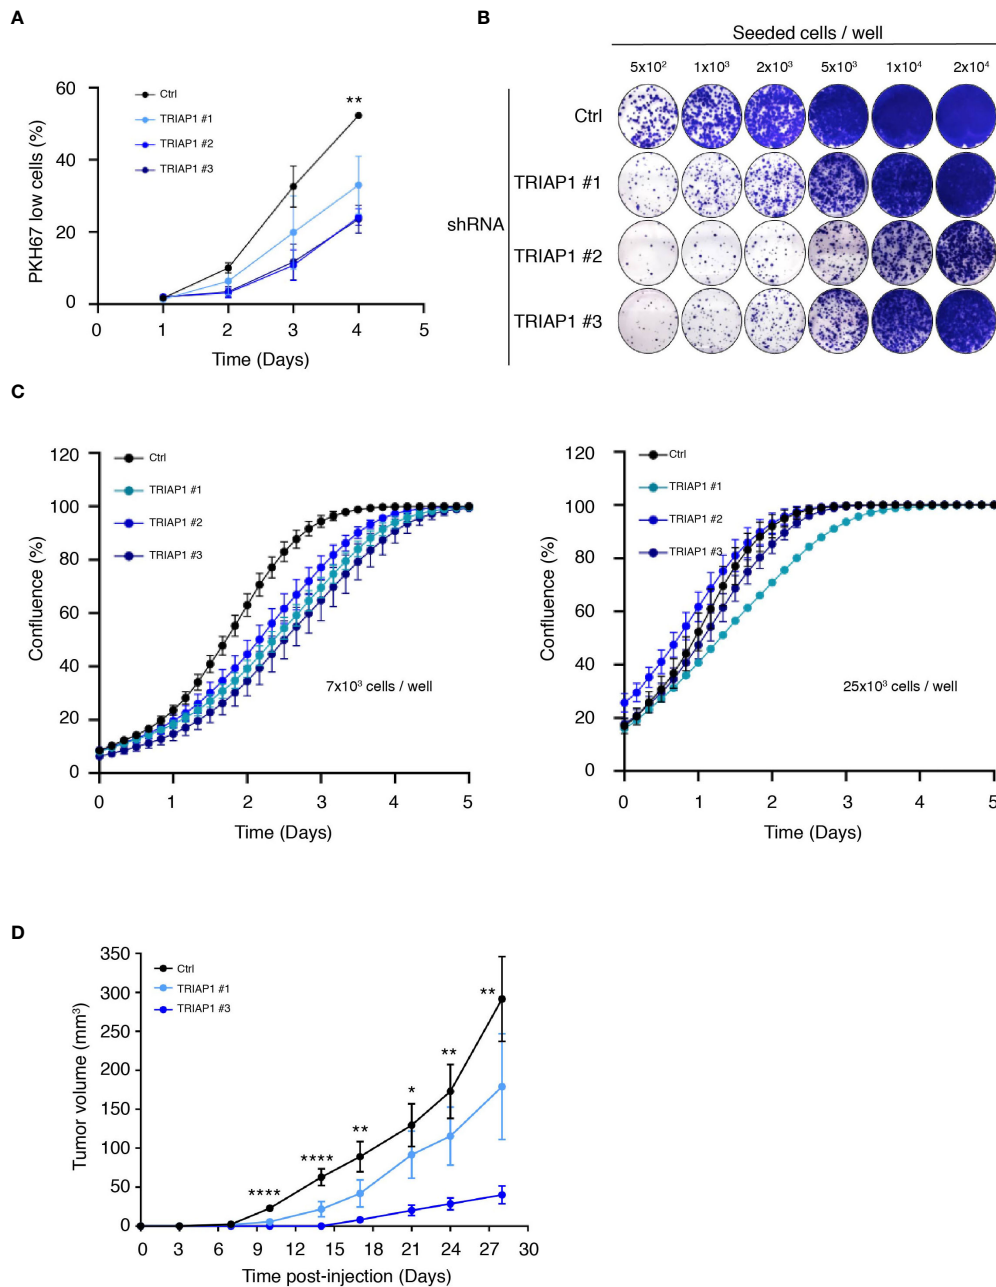 A
PKH67 low cells (%)
60
40
20
0
Ctrl
TRIAP1 #1
TRIAP1 #2
TRIAP1 #3
**
0 1 2 3 4 5
Time (Days)
B
Seeded cells / well
5x10² 1x10³ 2x10³ 5x10³ 1x10⁴ 2x10⁴
shRNA
Ctrl
TRIAP1 #1
TRIAP1 #2
TRIAP1 #3
C
Confluence (%)
120
100
80
60
40
20
0
Ctrl
TRIAP1 #1
TRIAP1 #2
TRIAP1 #3
7x10³ cells / well
0 1 2 3 4 5
Time (Days)
Confluence (%)
120
100
80
60
40
20
0
Ctrl
TRIAP1 #1
TRIAP1 #2
TRIAP1 #3
25x10³ cells / well
0 1 2 3 4 5
Time (Days)
D
Tumor volume (mm³)
350
300
250
200
150
100
50
0
Ctrl
TRIAP1 #1
TRIAP1 #3
**** **** ** * ** **
0 3 6 9 12 15 18 21 24 27 30
Time post-injection (Days)